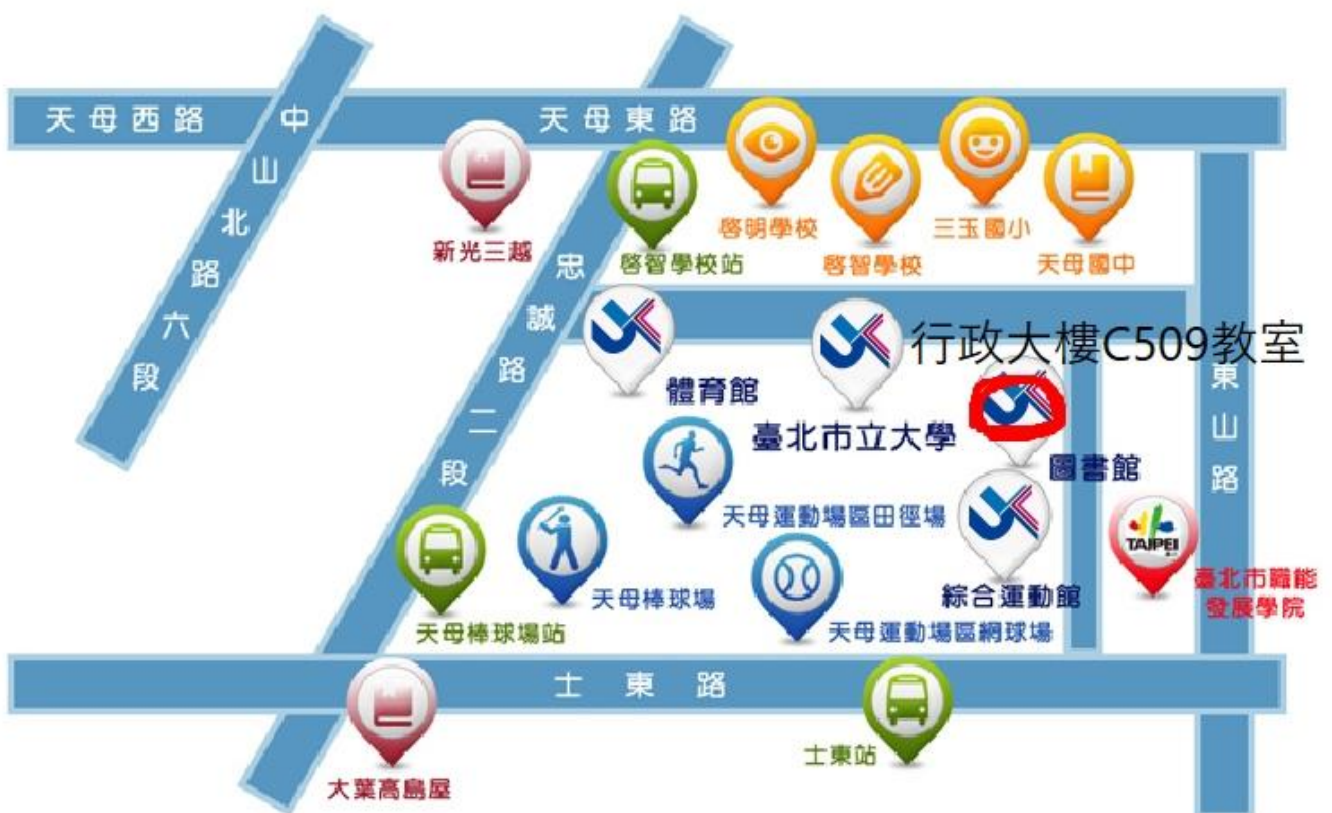 天母西路
天母東路
中山北路六段
忠誠路二段
東山路
士東路
新光三越
啓智學校站
啓明學校
啓智學校
三玉國小
天母國中
行政大樓C509教室
體育館
臺北市立大學
圖書館
天母運動場區田徑場
TAIPEI
臺北市職能
發展學院
天母棒球場站
天母棒球場
綜合運動館
天母運動場區網球場
大葉高島屋
士東站